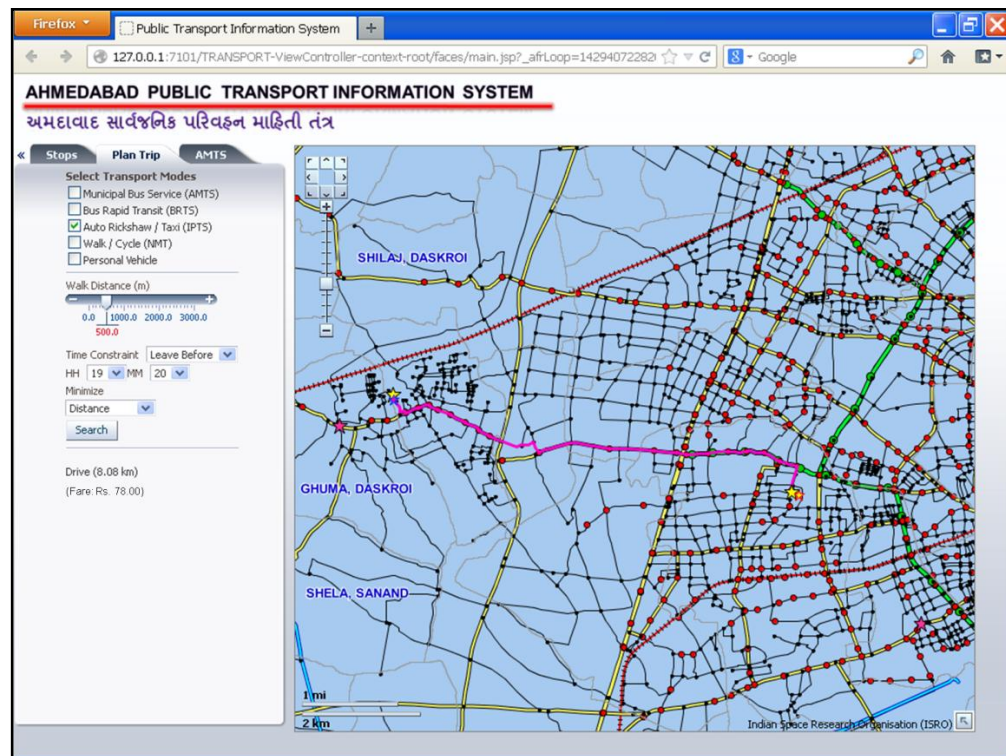 Firefox
Public Transport Information System
127.0.0.1:7101/TRANSPORT-ViewController-context-root/faces/main.jsp?_afrLoop=14294072282
Google
AHMEDABAD PUBLIC TRANSPORT INFORMATION SYSTEM
અમદાવાદ સાર્વજનિક પરિવહન માહિતી તંત્ર
« Stops Plan Trip AMTS
Select Transport Modes
Municipal Bus Service (AMTS)
Bus Rapid Transit (BRTS)
Auto Rickshaw / Taxi (IPTS)
Walk / Cycle (NMT)
Personal Vehicle
Walk Distance (m)
0.0 1000.0 2000.0 3000.0
500.0
Time Constraint Leave Before
HH 19 MM 20
Minimize
Distance
Search
Drive (8.08 km)
(Fare: Rs. 78.00)
SHILAJ, DASKROI
GHUMA, DASKROI
SHELA, SANAND
1 mi
2 km
Indian Space Research Organisation (ISRO)